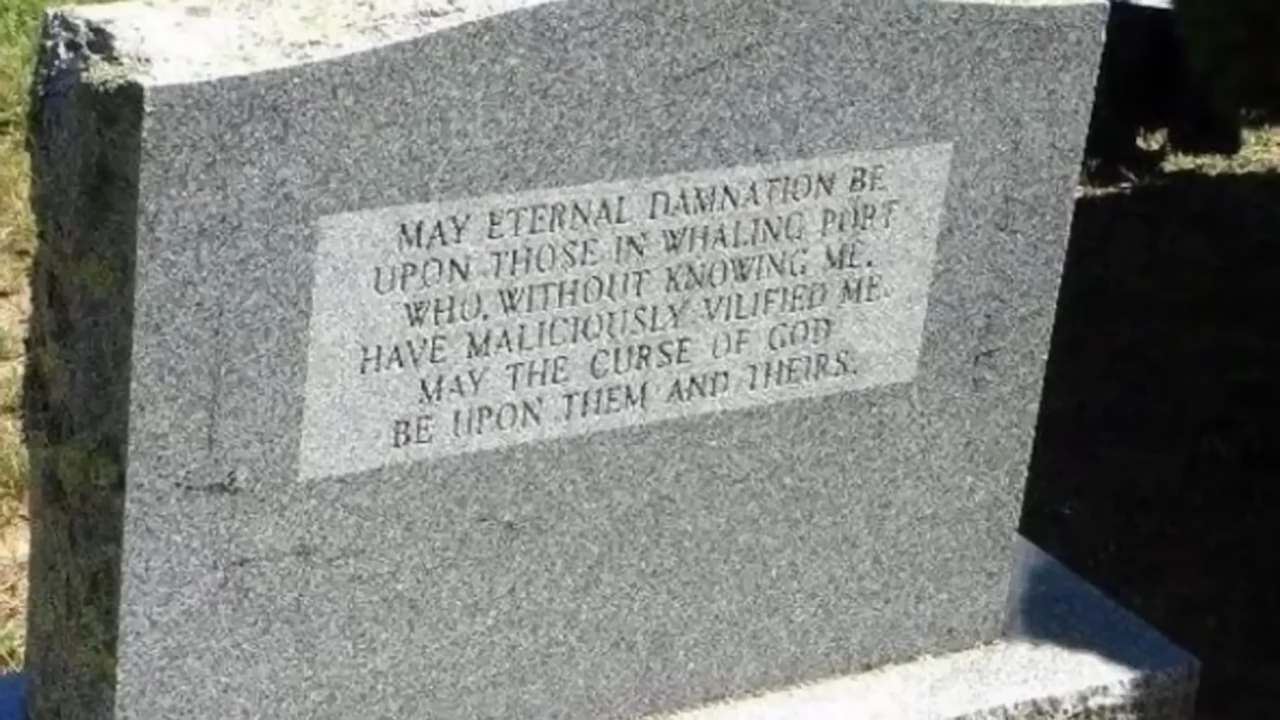 MAY ETERNAL DAMNATION BE
UPON THOSE IN WHALING PORT
WHO, WITHOUT KNOWING ME,
HAVE MALICIOUSLY VILIFIED ME.
MAY THE CURSE OF GOD
BE UPON THEM AND THEIRS.